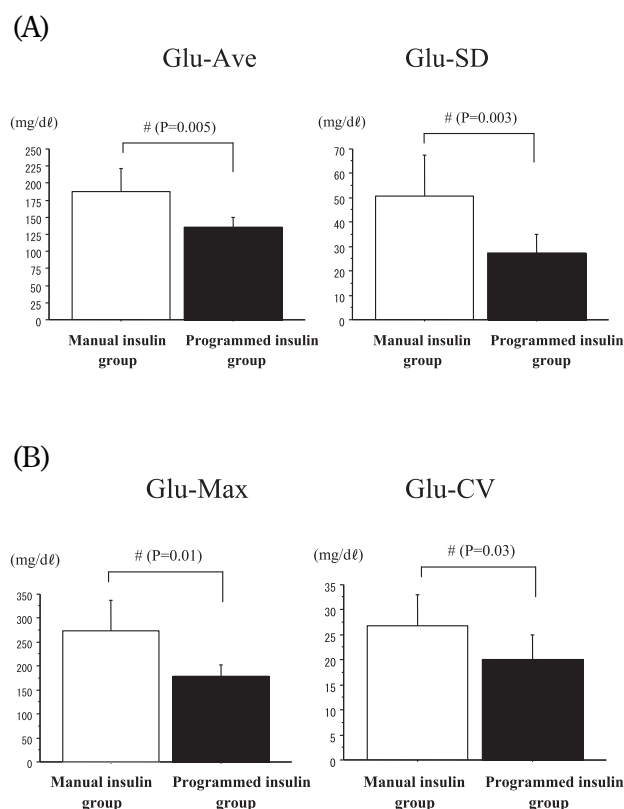 (A)
Glu-Ave
(mg/dℓ)
# (P=0.005)
250
225
200
175
150
125
100
75
50
25
0
Manual insulin group
Programmed insulin group
Glu-SD
(mg/dℓ)
# (P=0.003)
70
60
50
40
30
20
10
0
Manual insulin group
Programmed insulin group
(B)
Glu-Max
(mg/dℓ)
# (P=0.01)
350
300
250
200
150
100
50
0
Manual insulin group
Programmed insulin group
Glu-CV
(mg/dℓ)
# (P=0.03)
35
30
25
20
15
10
5
0
Manual insulin group
Programmed insulin group